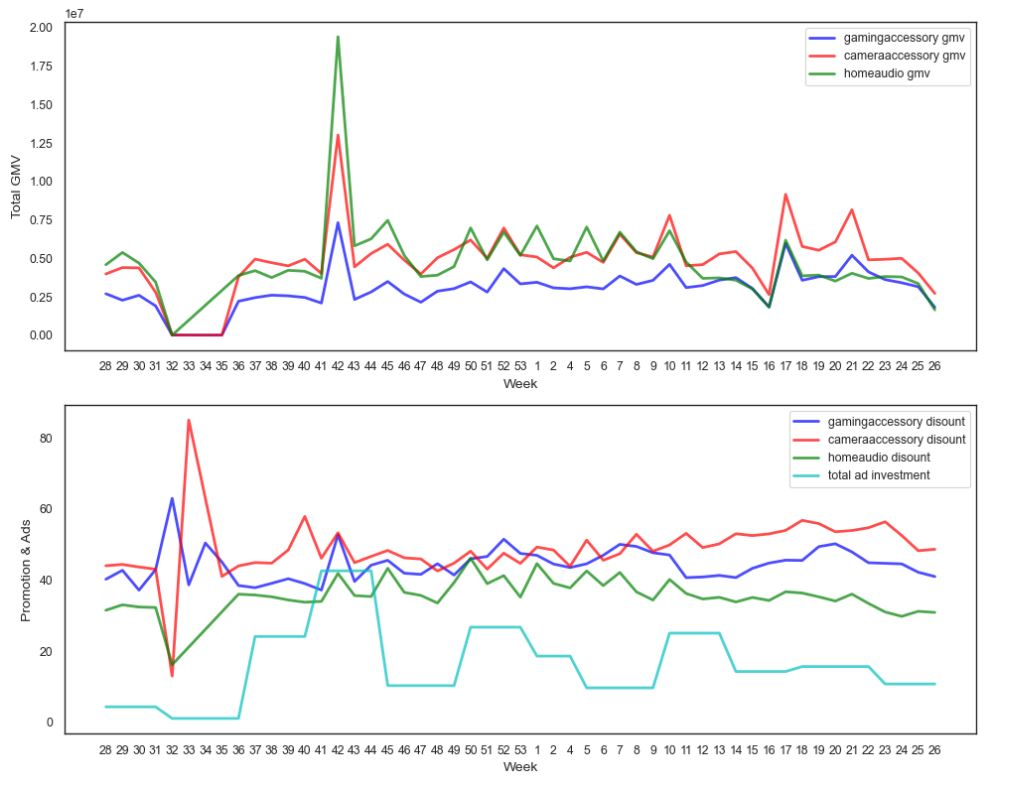 1e7
2.00
1.75
1.50
1.25
1.00
0.75
0.50
0.25
0.00
Total GMV
gamingaccessory gmv
cameraaccessory gmv
homeaudio gmv
28 29 30 31 32 33 34 35 36 37 38 39 40 41 42 43 44 45 46 47 48 49 50 51 52 53 1 2 4 5 6 7 8 9 10 11 12 13 14 15 16 17 18 19 20 21 22 23 24 25 26
Week
80
60
40
20
0
Promotion & Ads
gamingaccessory disount
cameraaccessory disount
homeaudio disount
total ad investment
28 29 30 31 32 33 34 35 36 37 38 39 40 41 42 43 44 45 46 47 48 49 50 51 52 53 1 2 4 5 6 7 8 9 10 11 12 13 14 15 16 17 18 19 20 21 22 23 24 25 26
Week